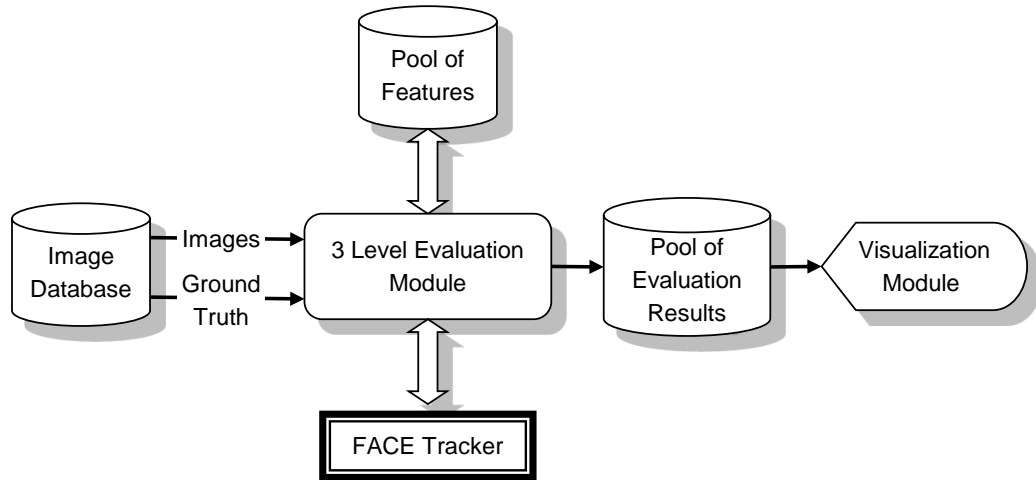 Pool of
Features
Image
Database
Images
Ground
Truth
3 Level Evaluation
Module
Pool of
Evaluation
Results
Visualization
Module
FACE Tracker